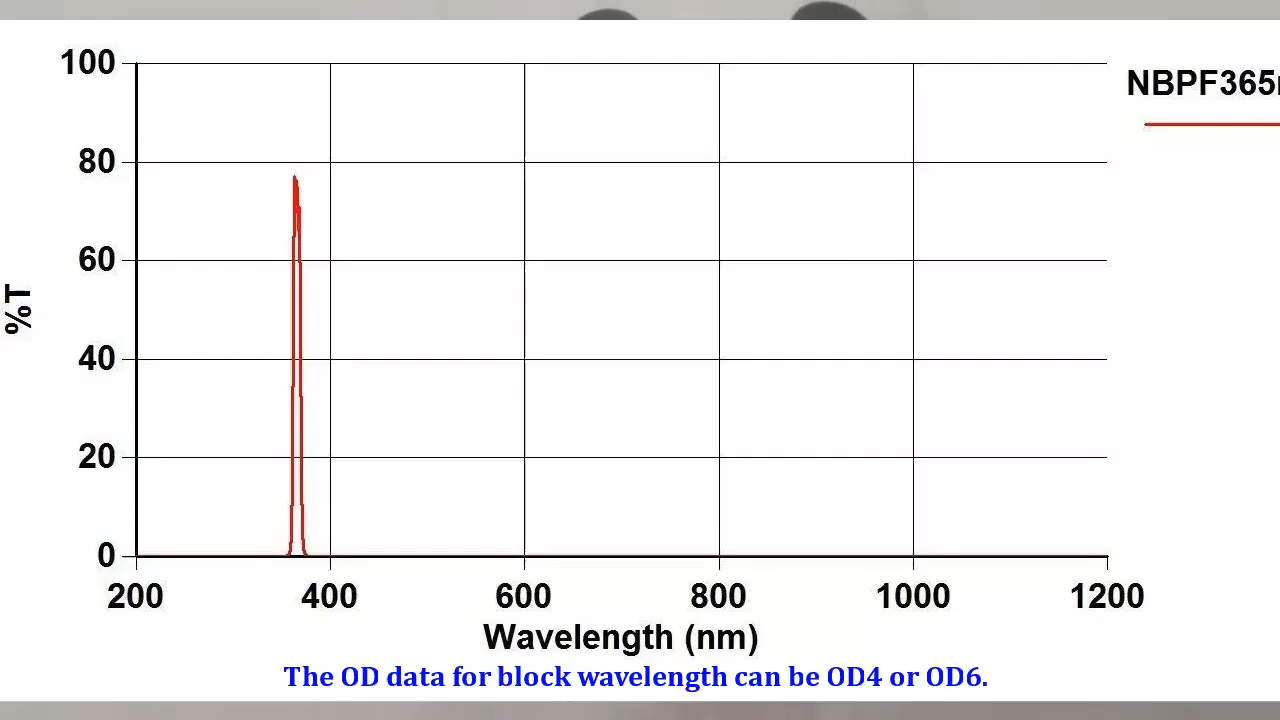 100
80
60
40
20
0
%T
200 400 600 800 1000 1200
Wavelength (nm)
The OD data for block wavelength can be OD4 or OD6.
NBPF365